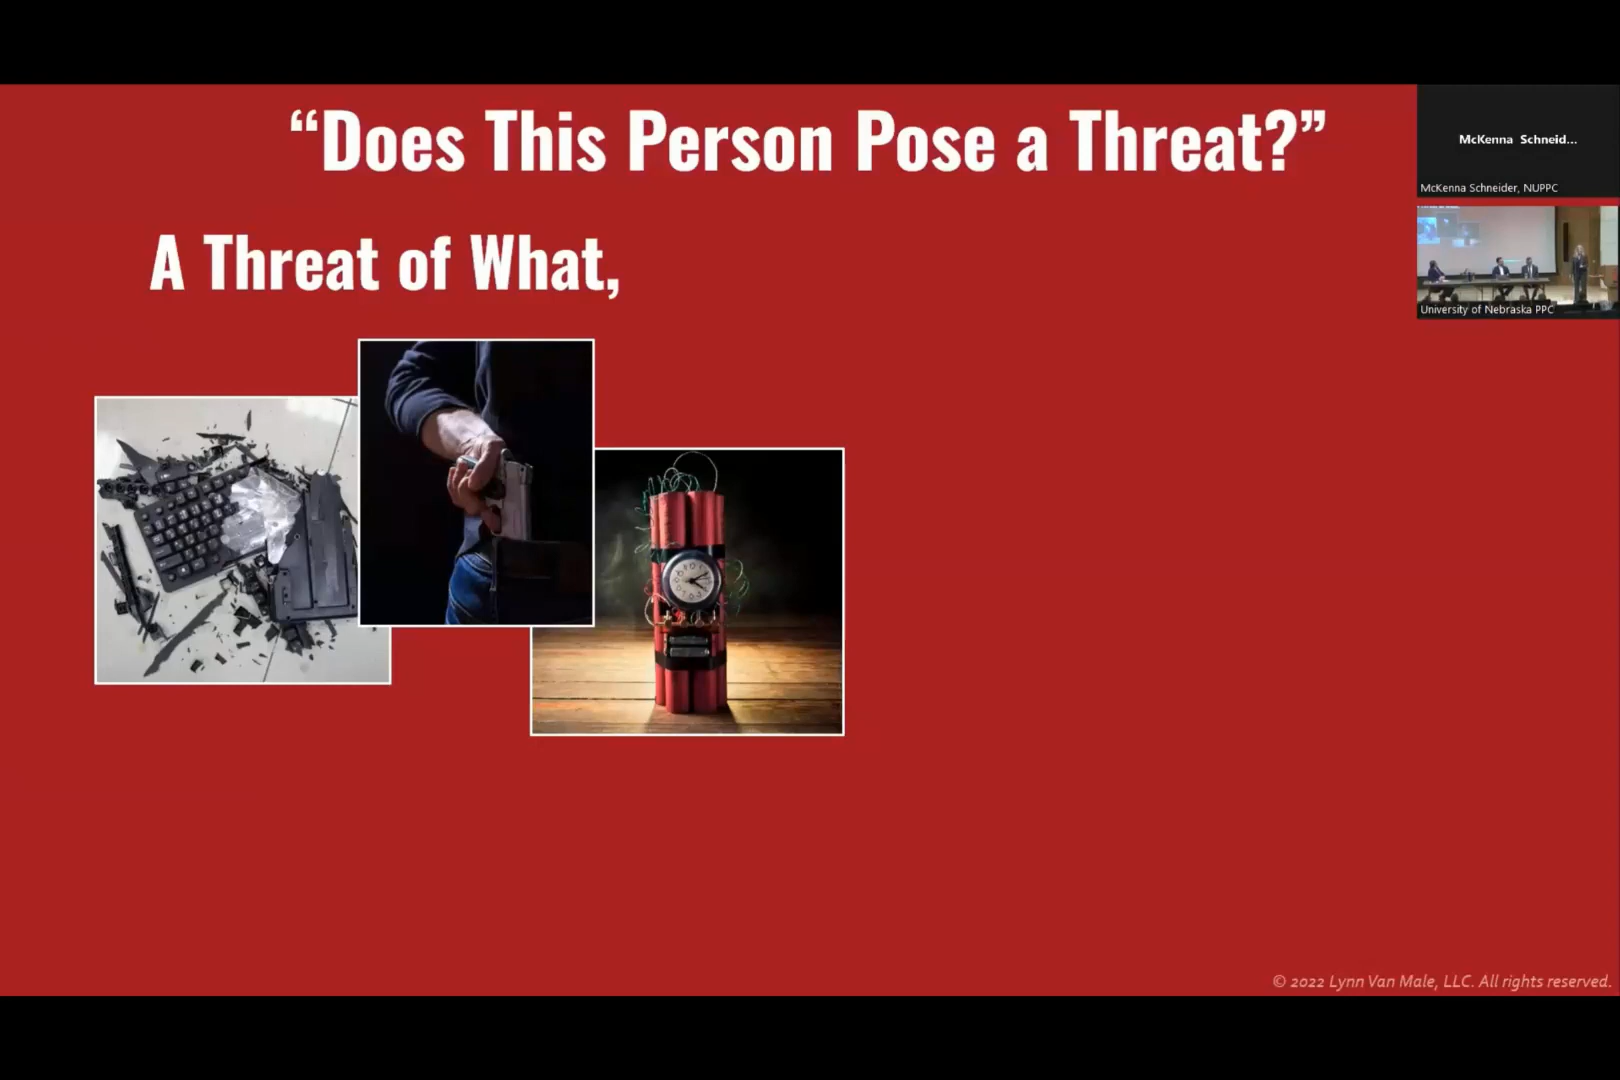 “Does This Person Pose a Threat?”
A Threat of What,
McKenna Schneid...
McKenna Schneider, NUPPC
University of Nebraska PPC
© 2022 Lynn Van Male, LLC. All rights reserved.